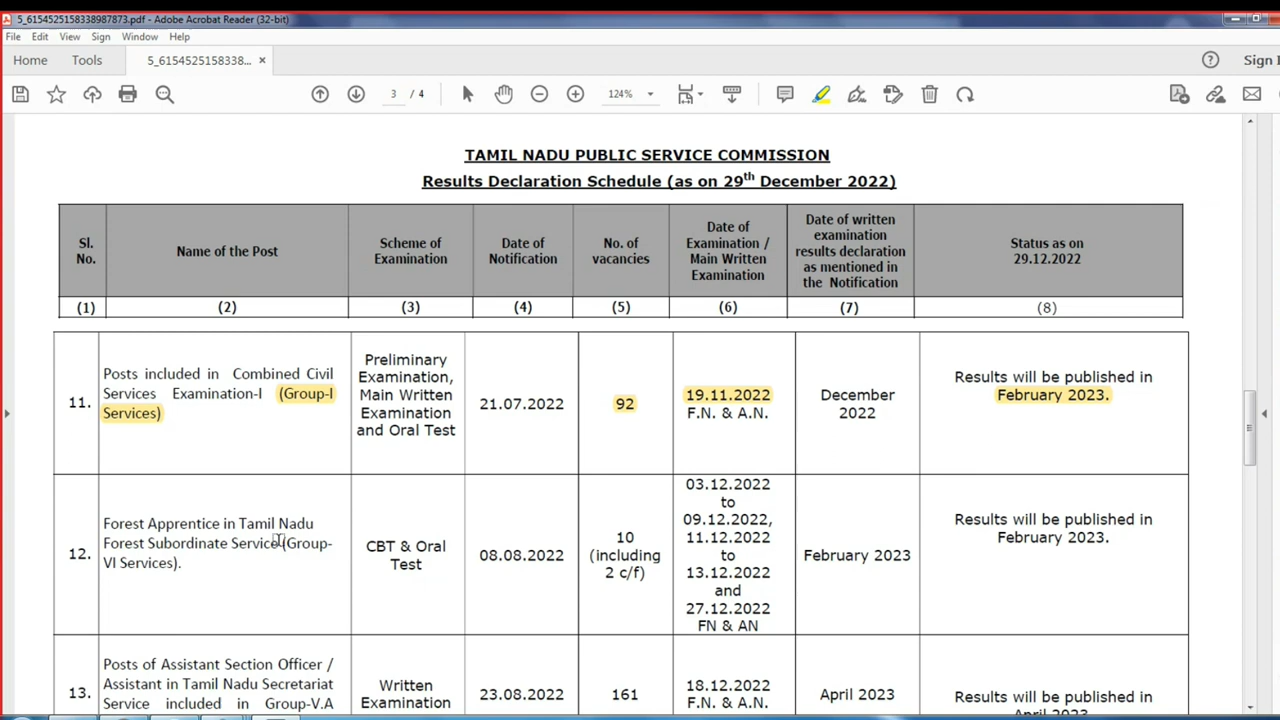 5_6154525158338987873.pdf - Adobe Acrobat Reader (32-bit)
File Edit View Sign Window Help
Home Tools 5_6154525158338... × Sign
3 / 4 124%
TAMIL NADU PUBLIC SERVICE COMMISSION
Results Declaration Schedule (as on 29th December 2022)
Sl.
No.
Name of the Post
Scheme of
Examination
Date of
Notification
No. of
vacancies
Date of
Examination /
Main Written
Examination
Date of written
examination
results declaration
as mentioned in
the Notification
Status as on
29.12.2022
(1) (2) (3) (4) (5) (6) (7) (8)
11.
Posts included in Combined Civil
Services Examination-I (Group-I
Services)
Preliminary
Examination,
Main Written
Examination
and Oral Test
21.07.2022
92
19.11.2022
F.N. & A.N.
December
2022
Results will be published in
February 2023.
12.
Forest Apprentice in Tamil Nadu
Forest Subordinate Service (Group-
VI Services).
CBT & Oral
Test
08.08.2022
10
(including
2 c/f)
03.12.2022
to
09.12.2022,
11.12.2022
to
13.12.2022
and
27.12.2022
FN & AN
February 2023
Results will be published in
February 2023.
13.
Posts of Assistant Section Officer /
Assistant in Tamil Nadu Secretariat
Service included in Group-V.A
Written
Examination
23.08.2022
161
18.12.2022
F.N. & A.N.
April 2023
Results will be published in
April 2023.